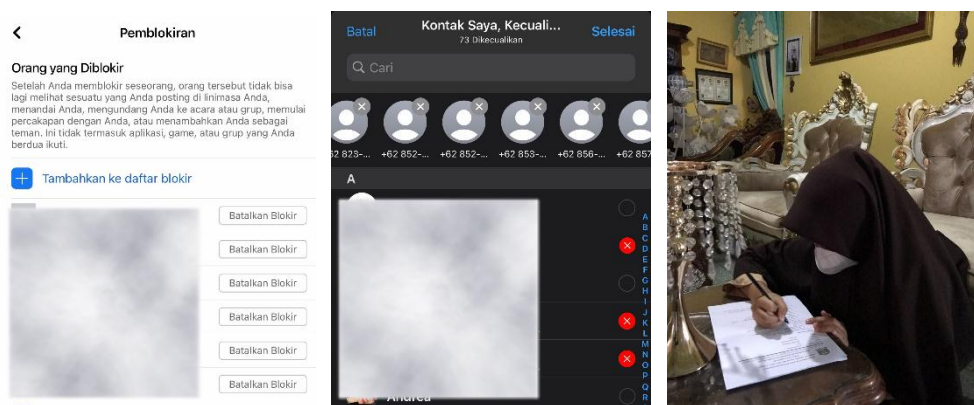 Pemblokiran
Orang yang Diblokir
Setelah Anda memblokir seseorang, orang tersebut tidak bisa
lagi melihat sesuatu yang Anda posting di linimasa Anda,
menandai Anda, mengundang Anda ke acara atau grup, memulai
percakapan dengan Anda, atau menambahkan Anda sebagai
teman. Ini tidak termasuk aplikasi, game, atau grup yang Anda
berdua ikuti.
Tambahkan ke daftar blokir
Batalkan Blokir
Batalkan Blokir
Batalkan Blokir
Batalkan Blokir
Batalkan Blokir
Batalkan Blokir
Batal
Kontak Saya, Kecuali...
Selesai
73 Dikecualikan
Cari
62 823-... +62 852-... +62 852-... +62 853-... +62 856-... +62 857
A
A
B
C
D
E
F
G
H
I
J
K
L
M
N
O
P
Q
R
Andrea